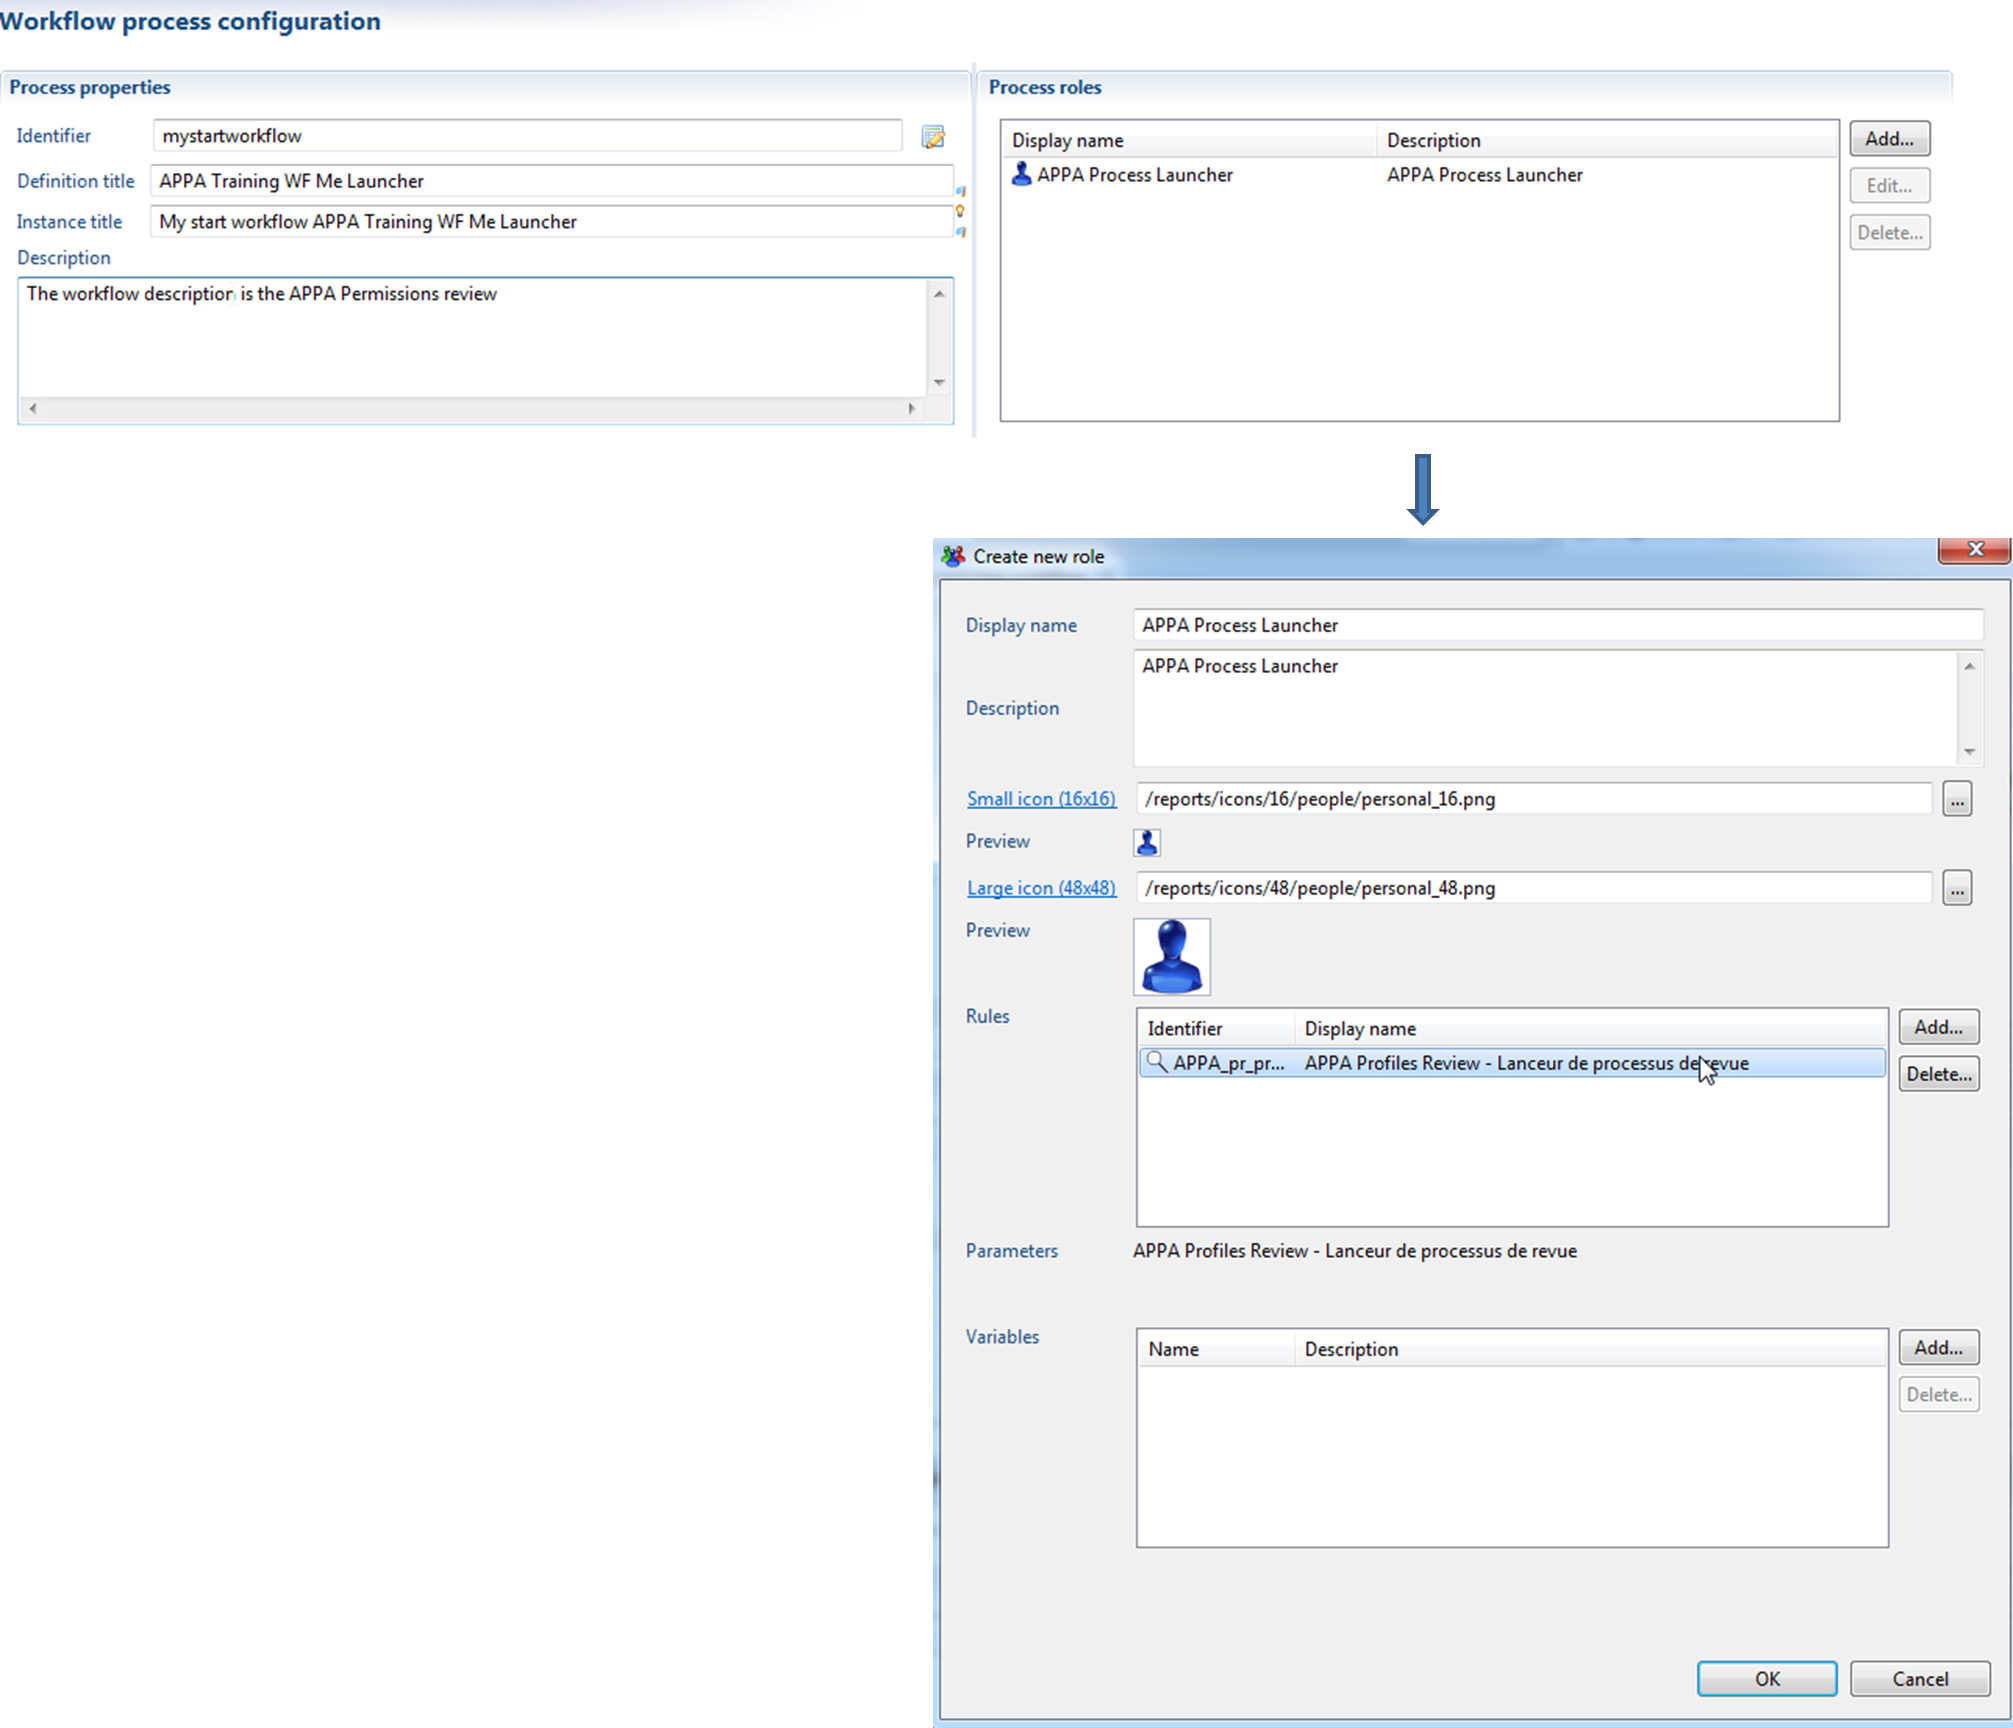 Workflow process configuration
Process properties
Identifier mystartworkflow
Definition title APPA Training WF Me Launcher
Instance title My start workflow APPA Training WF Me Launcher
Description
The workflow description is the APPA Permissions review
Process roles
Display name Description
APPA Process Launcher APPA Process Launcher
Add...
Edit...
Delete...
Create new role
Display name APPA Process Launcher
Description APPA Process Launcher
Small icon (16x16) /reports/icons/16/people/personal_16.png ...
Preview
Large icon (48x48) /reports/icons/48/people/personal_48.png ...
Preview
Rules
Identifier Display name
APPA_pr_pr... APPA Profiles Review - Lanceur de processus de revue
Add...
Delete...
Parameters APPA Profiles Review - Lanceur de processus de revue
Variables
Name Description
Add...
Delete...
OK Cancel